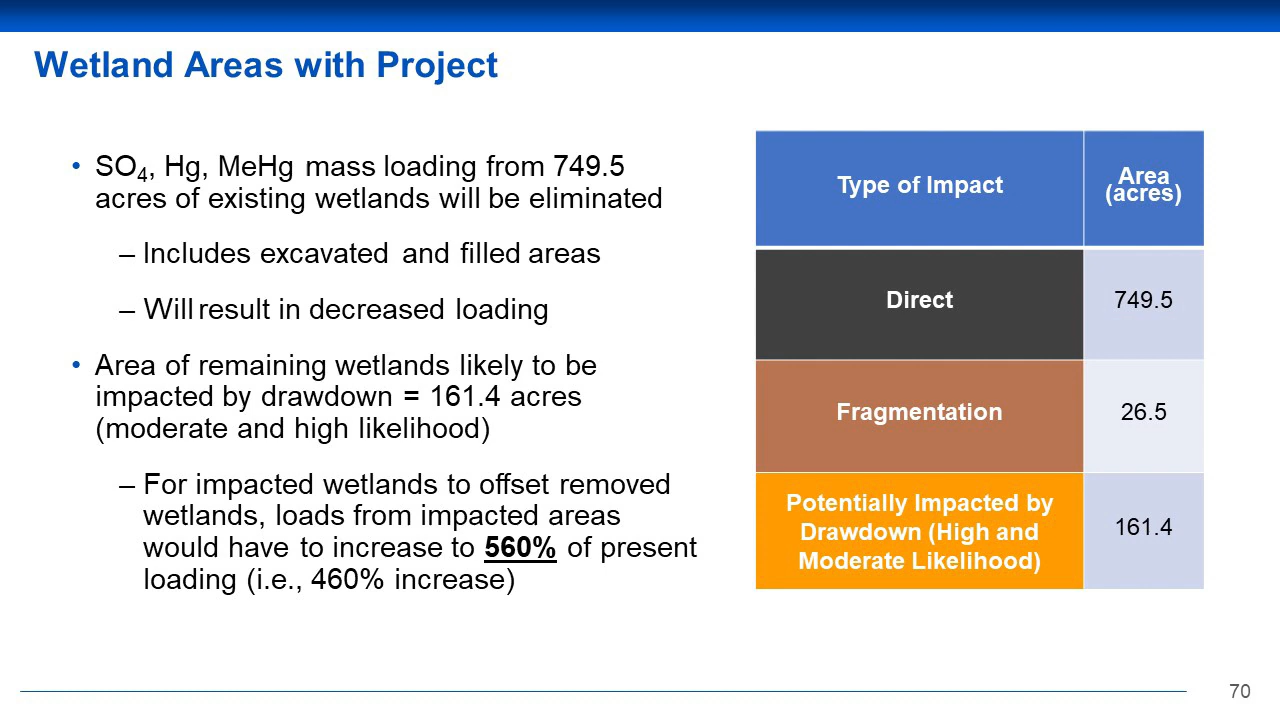 Wetland Areas with Project
• SO₄, Hg, MeHg mass loading from 749.5
acres of existing wetlands will be eliminated
– Includes excavated and filled areas
– Will result in decreased loading
• Area of remaining wetlands likely to be
impacted by drawdown = 161.4 acres
(moderate and high likelihood)
– For impacted wetlands to offset removed
wetlands, loads from impacted areas
would have to increase to 560% of present
loading (i.e., 460% increase)
Type of Impact
Area
(acres)
Direct
749.5
Fragmentation
26.5
Potentially Impacted by
Drawdown (High and
Moderate Likelihood)
161.4
70